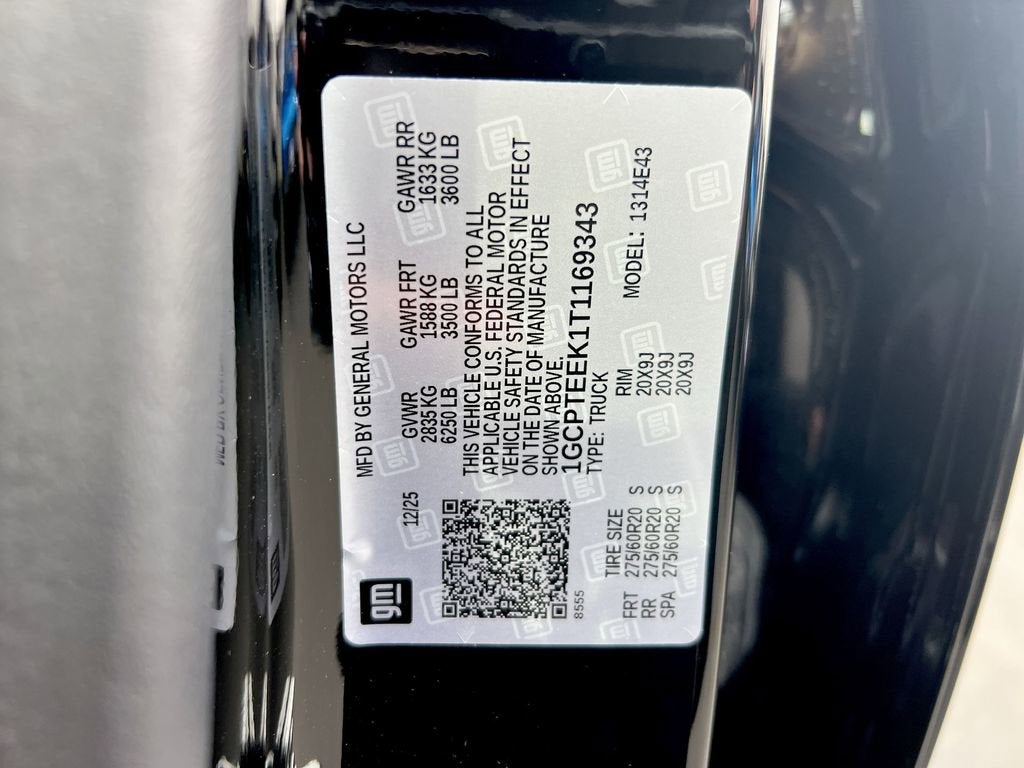 MFD BY GENERAL MOTORS LLC
12/25
GVWR GAWR FRT GAWR RR
2835 KG 1588 KG 1633 KG
6250 LB 3500 LB 3600 LB
THIS VEHICLE CONFORMS TO ALL
APPLICABLE U.S. FEDERAL MOTOR
VEHICLE SAFETY STANDARDS IN EFFECT
ON THE DATE OF MANUFACTURE
SHOWN ABOVE.
1GCPTEEK1T1169343
TYPE: TRUCK MODEL: 1314E43
gm
8555
TIRE SIZE RIM
FRT 275/60R20 S 20X9J
RR 275/60R20 S 20X9J
SPA 275/60R20 S 20X9J